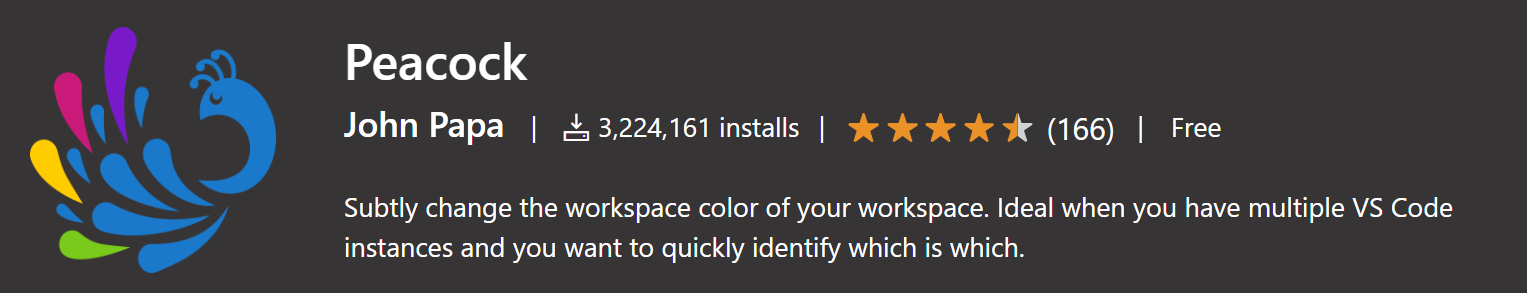 Peacock
John Papa | 3,224,161 installs | (166) | Free
Subtly change the workspace color of your workspace. Ideal when you have multiple VS Code
instances and you want to quickly identify which is which.